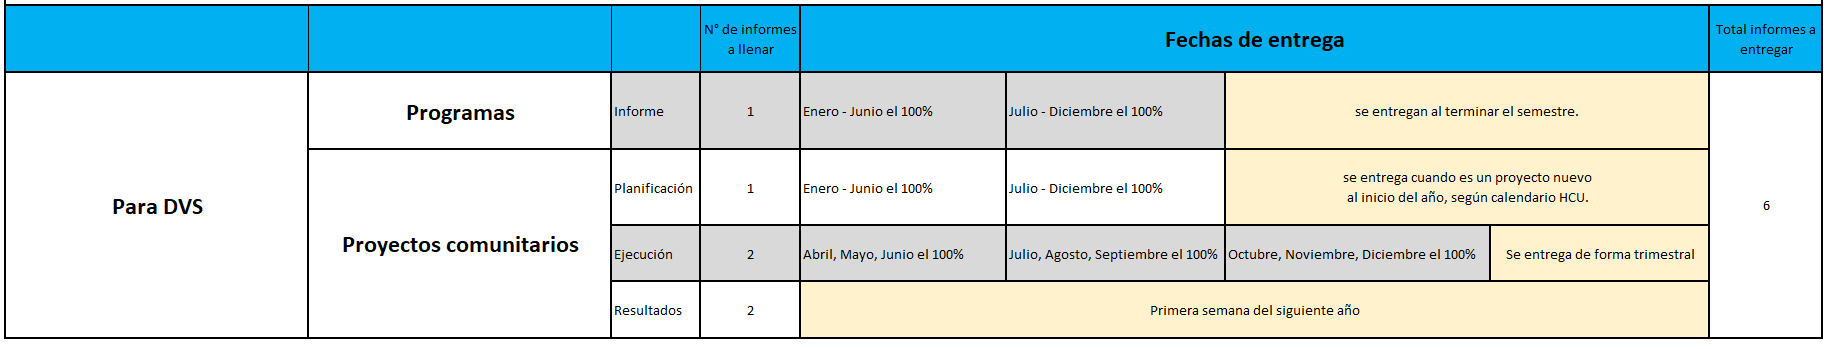 N° de informes
a llenar
Fechas de entrega
Total informes a
entregar
Para DVS
Programas
Informe
1
Enero - Junio el 100%
Julio - Diciembre el 100%
se entregan al terminar el semestre.
6
Proyectos comunitarios
Planificación
1
Enero - Junio el 100%
Julio - Diciembre el 100%
se entrega cuando es un proyecto nuevo
al inicio del año, según calendario HCU.
Ejecución
2
Abril, Mayo, Junio el 100%
Julio, Agosto, Septiembre el 100%
Octubre, Noviembre, Diciembre el 100%
Se entrega de forma trimestral
Resultados
2
Primera semana del siguiente año